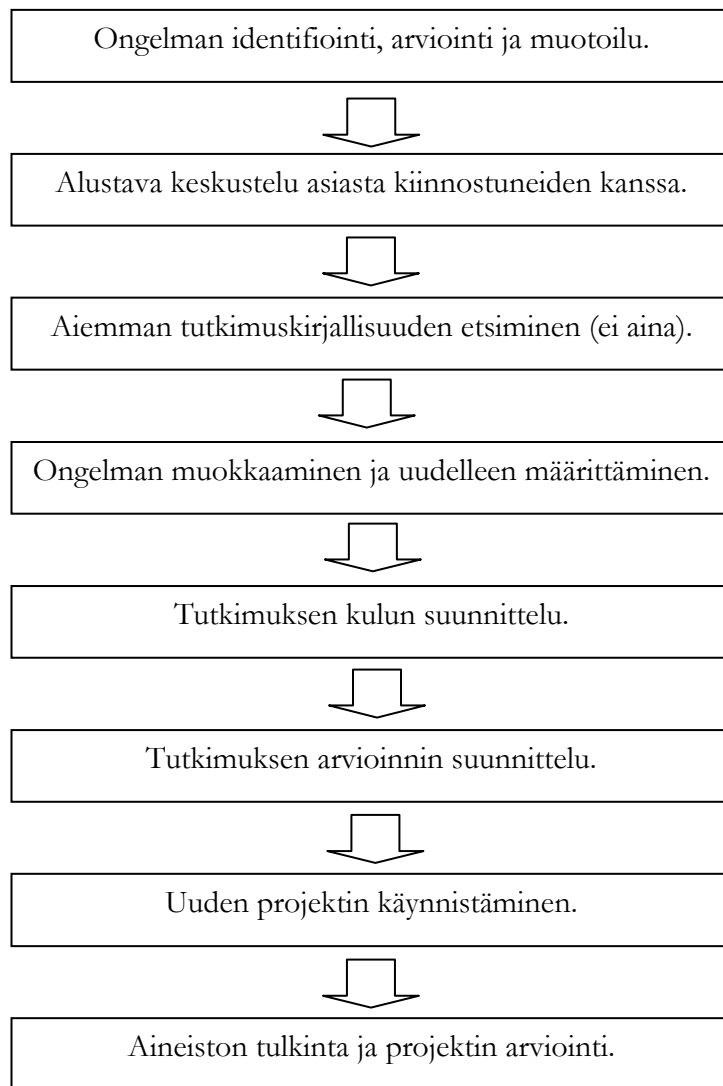 Ongelman identifiointi, arviointi ja muotoilu.
Alustava keskustelu asiasta kiinnostuneiden kanssa.
Aiemman tutkimuskirjallisuuden etsiminen (ei aina).
Ongelman muokkaaminen ja uudelleen määrittäminen.
Tutkimuksen kulun suunnittelu.
Tutkimuksen arvioinnin suunnittelu.
Uuden projektin käynnistäminen.
Aineiston tulkinta ja projektin arviointi.